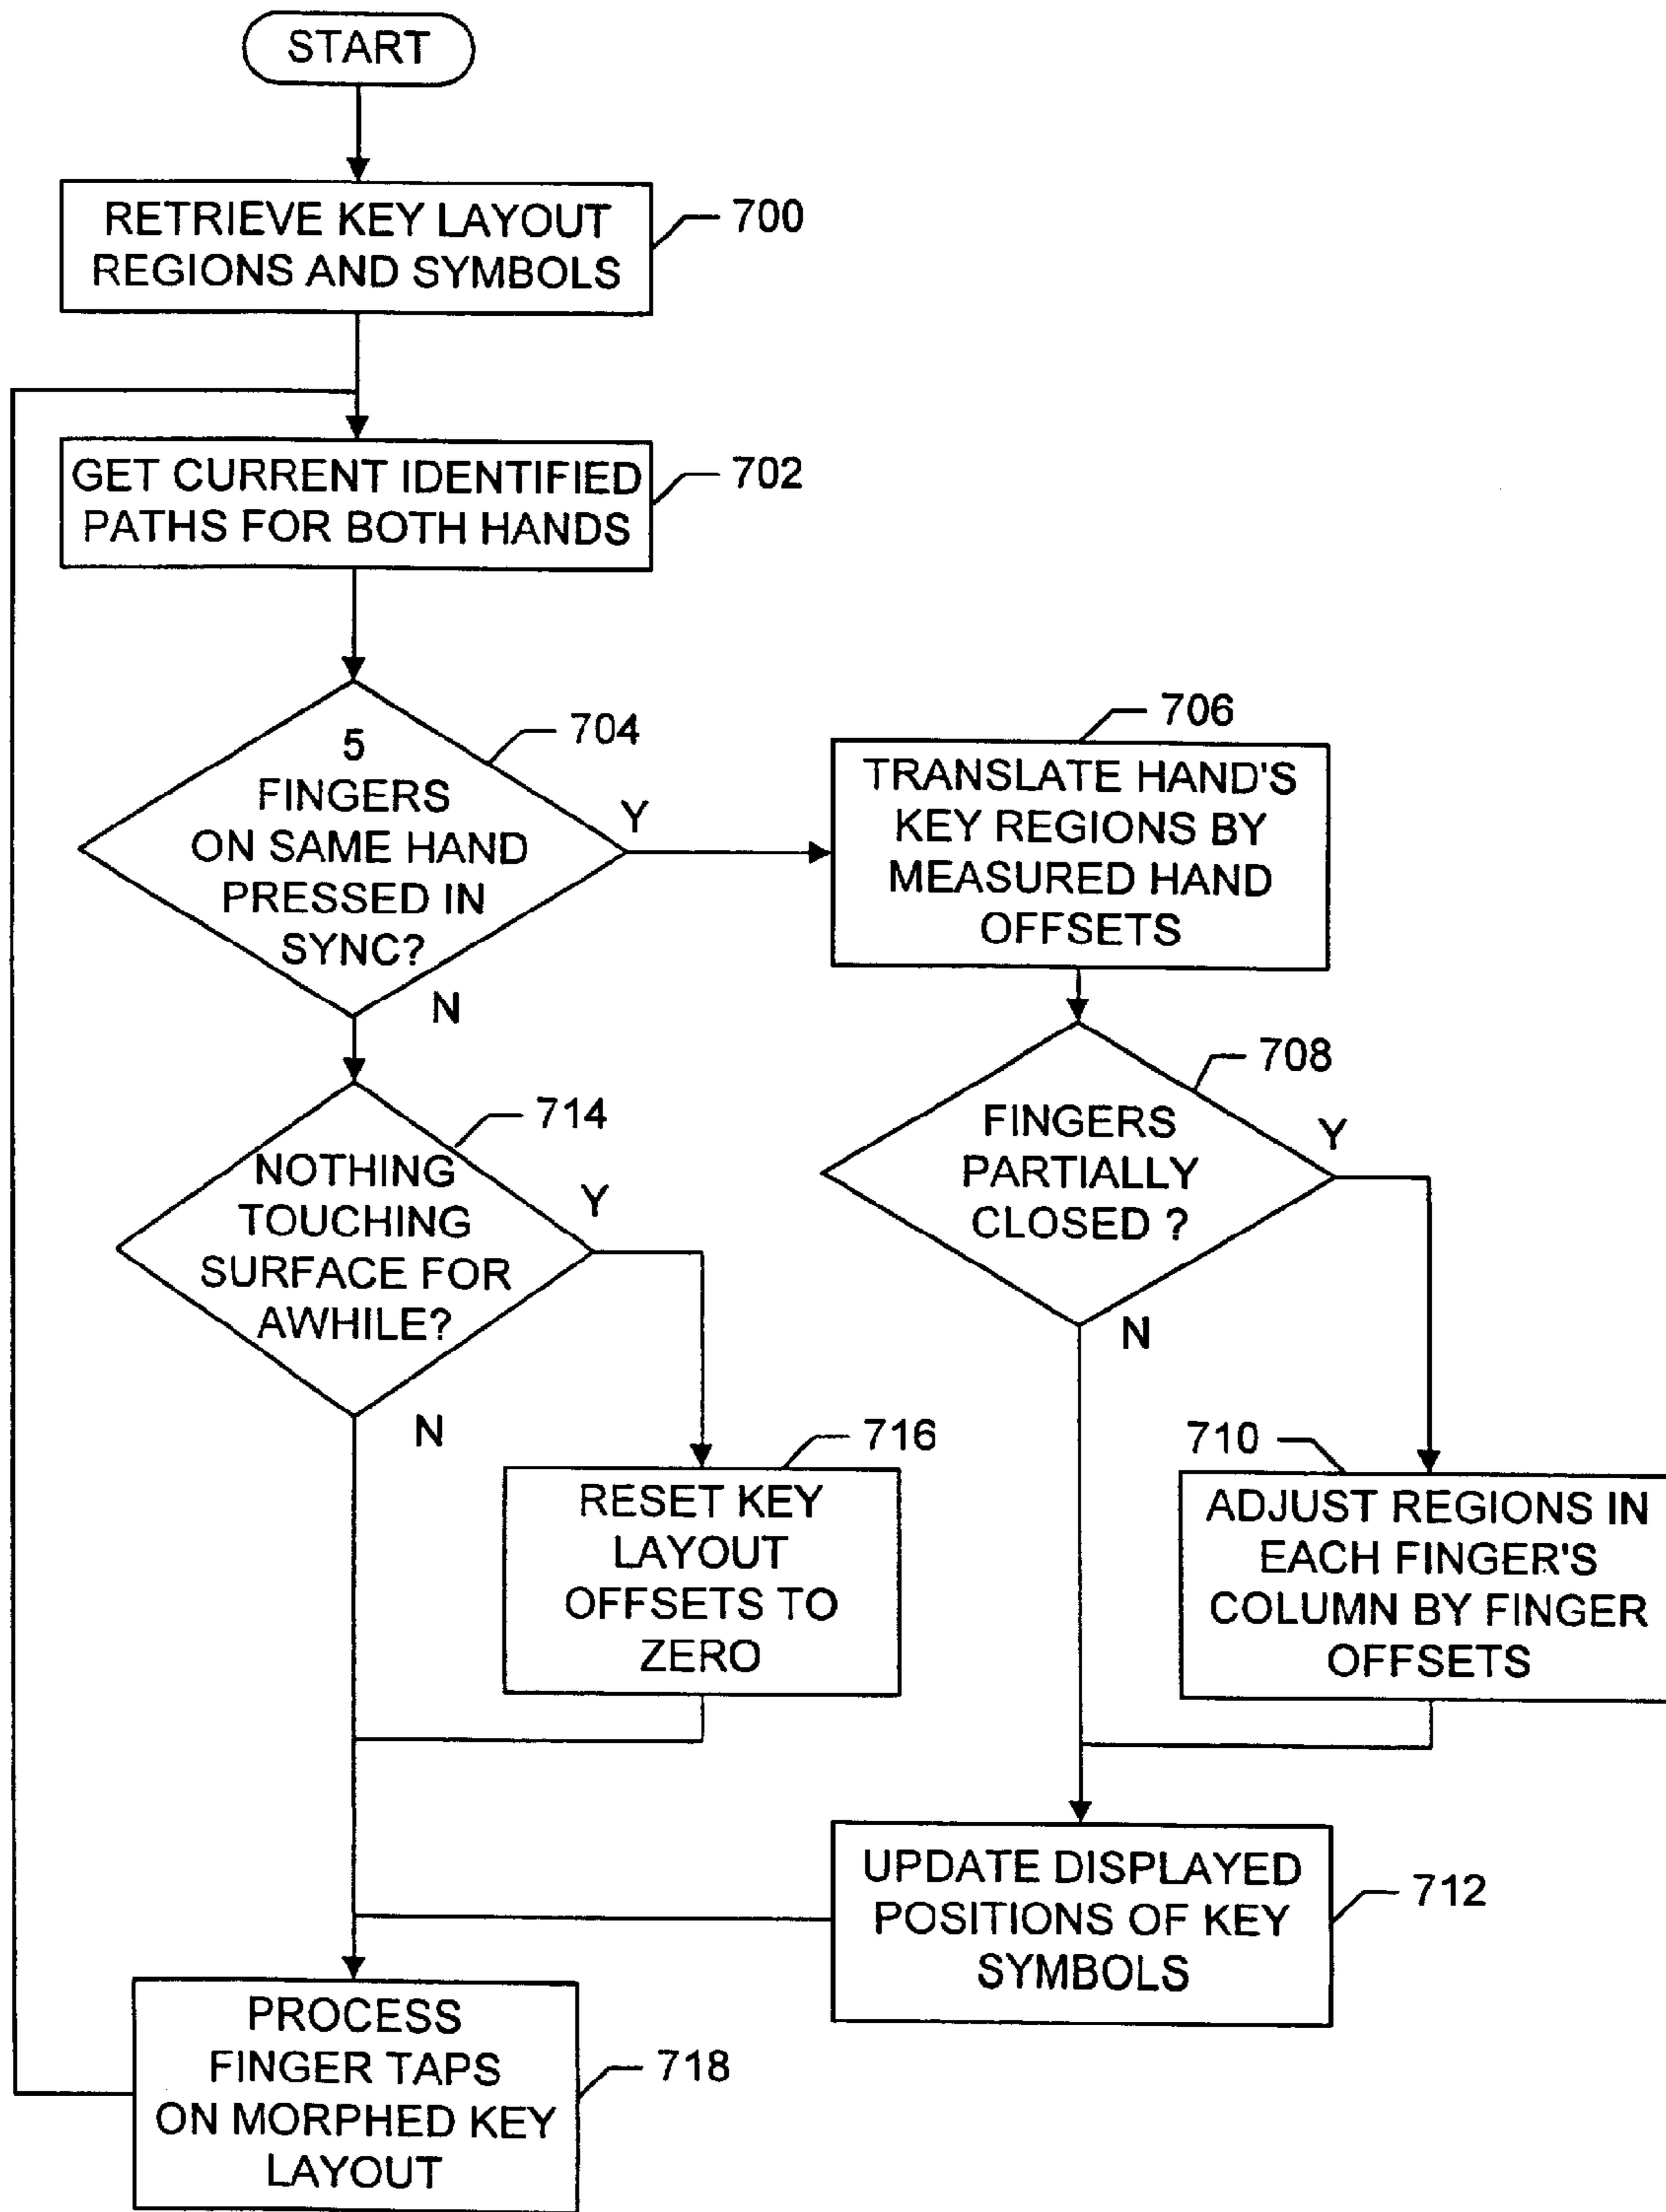 START
RETRIEVE KEY LAYOUT
REGIONS AND SYMBOLS
700
GET CURRENT IDENTIFIED
PATHS FOR BOTH HANDS
702
5
FINGERS
ON SAME HAND
PRESSED IN
SYNC?
704
Y
N
706
TRANSLATE HAND'S
KEY REGIONS BY
MEASURED HAND
OFFSETS
708
FINGERS
PARTIALLY
CLOSED ?
Y
N
714
NOTHING
TOUCHING
SURFACE FOR
AWHILE?
Y
N
716
RESET KEY
LAYOUT
OFFSETS TO
ZERO
710
ADJUST REGIONS IN
EACH FINGER'S
COLUMN BY FINGER
OFFSETS
UPDATE DISPLAYED
POSITIONS OF KEY
SYMBOLS
712
PROCESS
FINGER TAPS
ON MORPHED KEY
LAYOUT
718